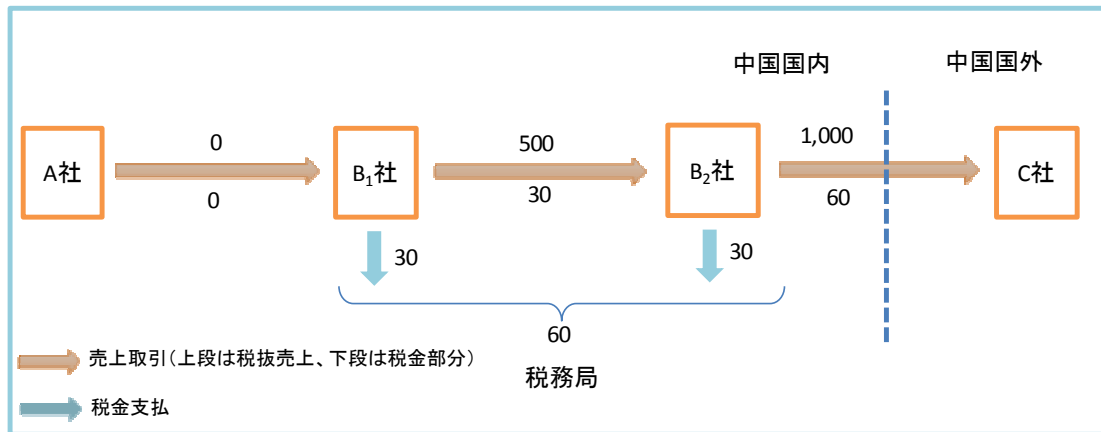 中国国内
中国国外
A社
0
0
B₁社
500
30
B₂社
1,000
60
C社
30
30
60
税務局
売上取引(上段は税抜売上、下段は税金部分)
税金支払